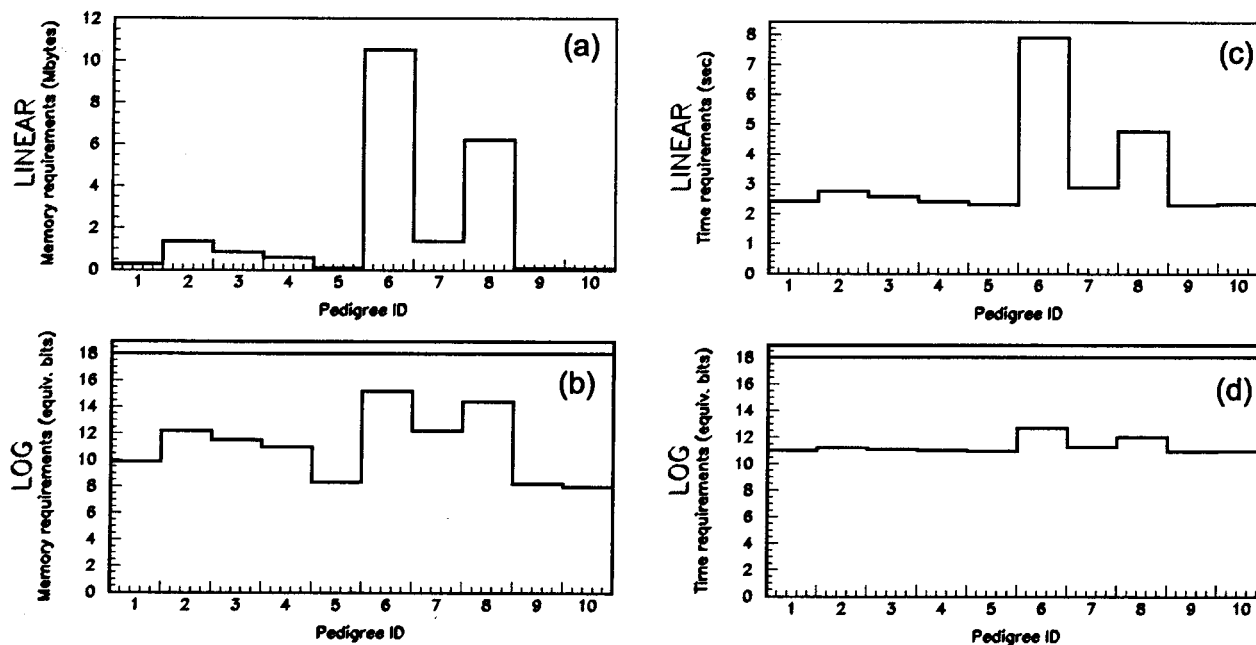 (a)
LINEAR
Memory requirements (Mbytes)
12
10
8
6
4
2
0
1 2 3 4 5 6 7 8 9 10
Pedigree ID
(c)
LINEAR
Time requirements (sec)
8
7
6
5
4
3
2
1
0
1 2 3 4 5 6 7 8 9 10
Pedigree ID
(b)
LOG
Memory requirements (equiv. bits)
18
16
14
12
10
8
6
4
2
0
1 2 3 4 5 6 7 8 9 10
Pedigree ID
(d)
LOG
Time requirements (equiv. bits)
18
16
14
12
10
8
6
4
2
0
1 2 3 4 5 6 7 8 9 10
Pedigree ID